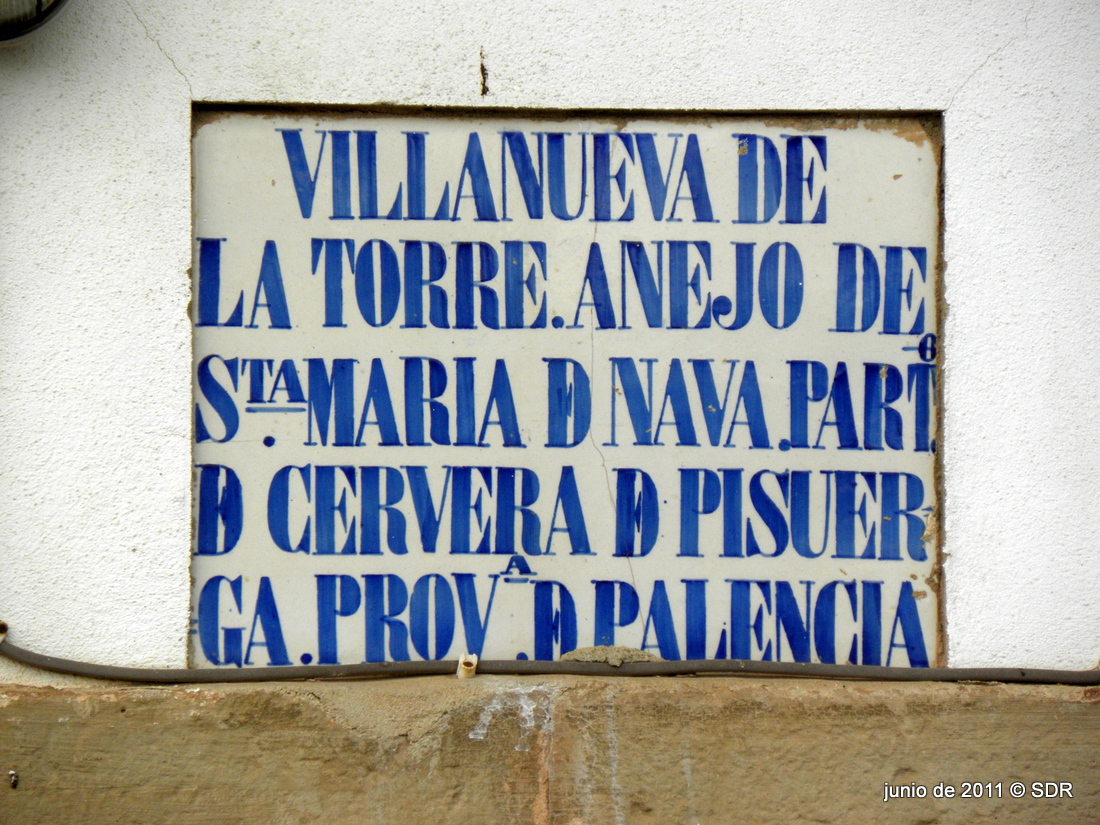 VILLANUEVA DE
LA TORRE. ANEJO DE
Sᵀᴬ. MARIA Đ NAVA. PARTº.
Đ CERVERA Đ PISUER-
GA. PROVᴬ. Đ PALENCIA
junio de 2011 © SDR